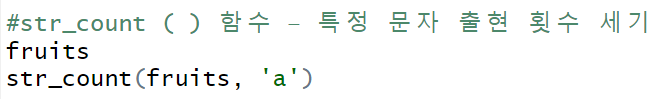 #str_count ( ) 함수 – 특정 문자 출현 횟수 세기
fruits
str_count(fruits, 'a')